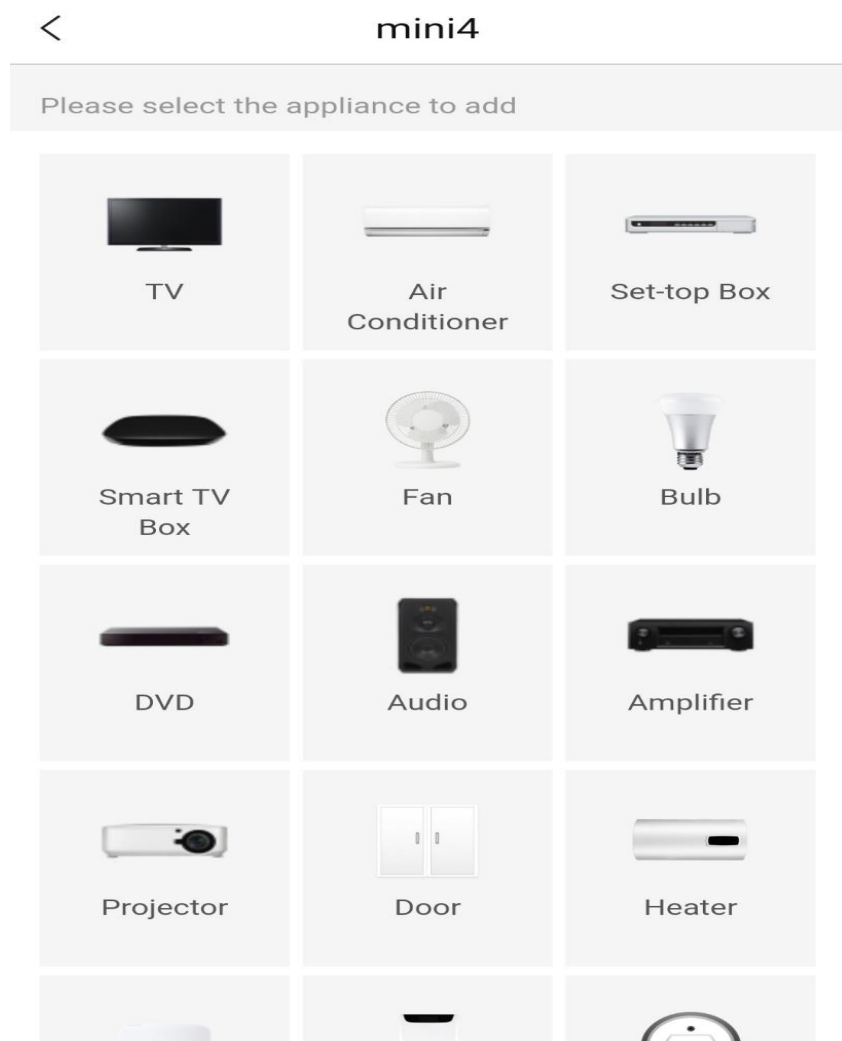 mini4
Please select the appliance to add
TV
Air
Conditioner
Set-top Box
Smart TV
Box
Fan
Bulb
DVD
Audio
Amplifier
Projector
Door
Heater